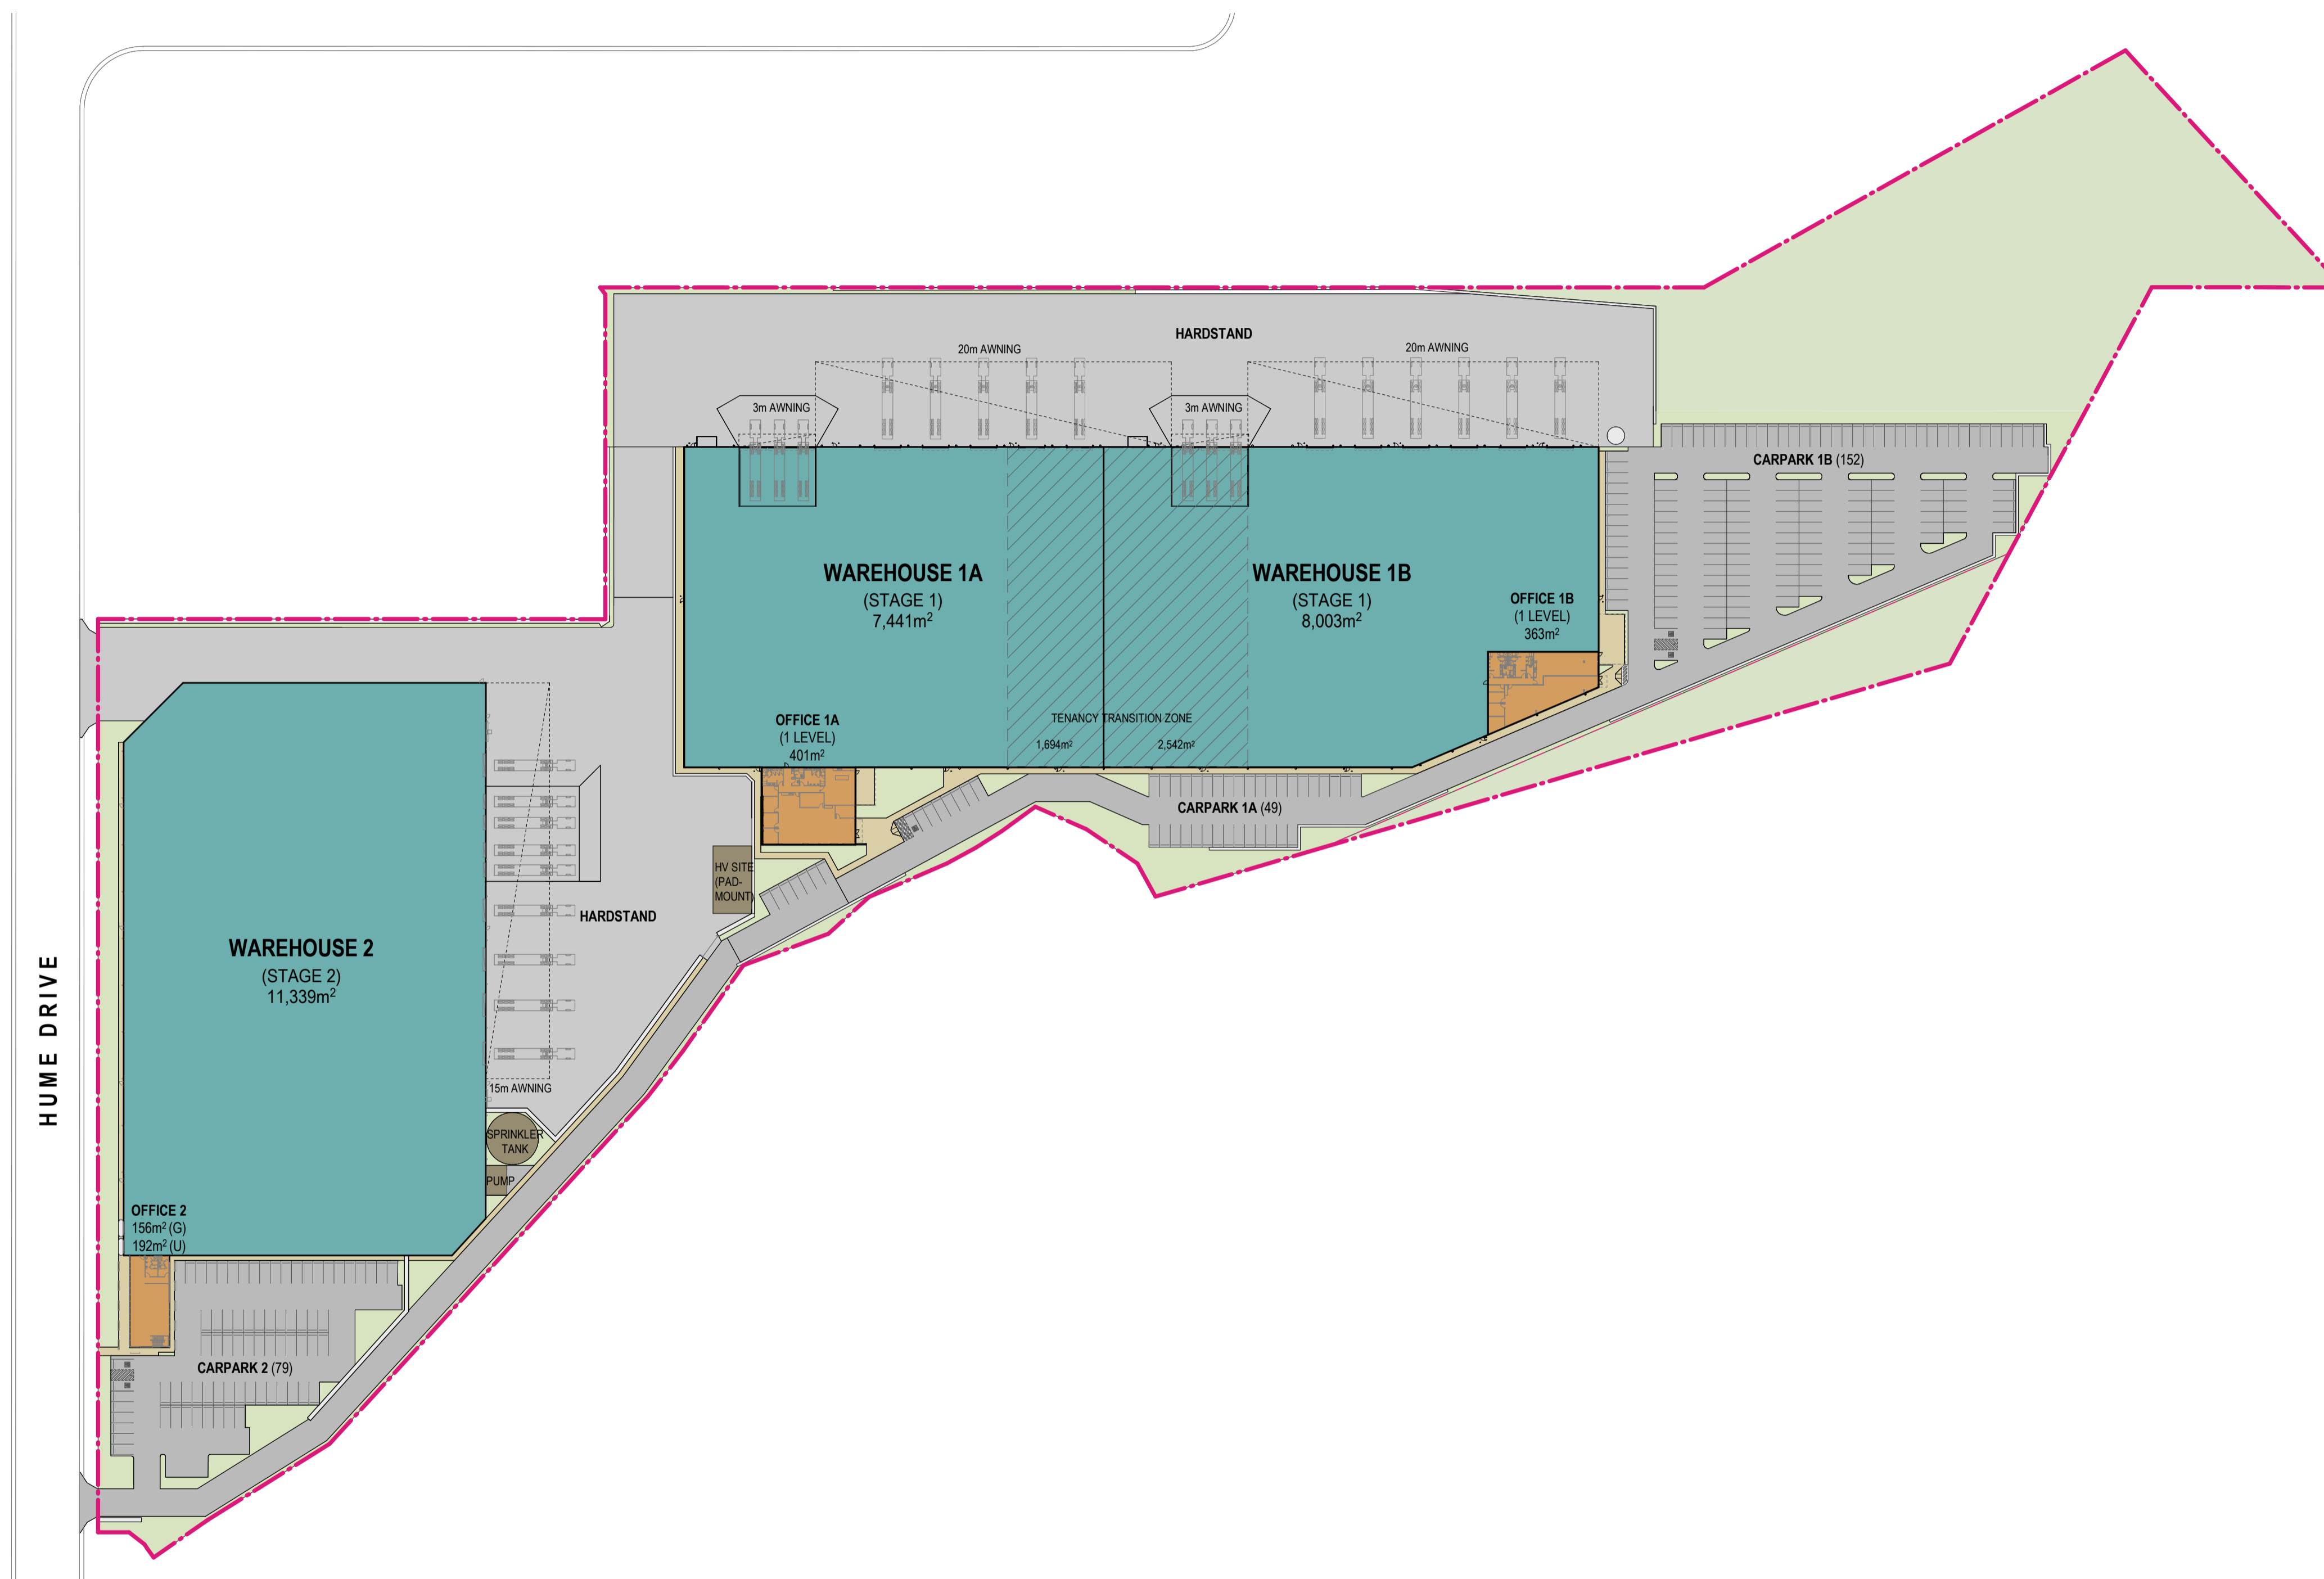 HARDSTAND
20m AWNING
20m AWNING
3m AWNING
3m AWNING
CARPARK 1B (152)
WAREHOUSE 1A
(STAGE 1)
7,441m²
WAREHOUSE 1B
(STAGE 1)
8,003m²
OFFICE 1B
(1 LEVEL)
363m²
OFFICE 1A
(1 LEVEL)
401m²
TENANCY TRANSITION ZONE
1,694m²
2,542m²
CARPARK 1A (49)
HV SITE
(PAD-
MOUNT)
HARDSTAND
WAREHOUSE 2
(STAGE 2)
11,339m²
HUME DRIVE
15m AWNING
SPRINKLER
TANK
PUMP
OFFICE 2
156m² (G)
192m² (U)
CARPARK 2 (79)